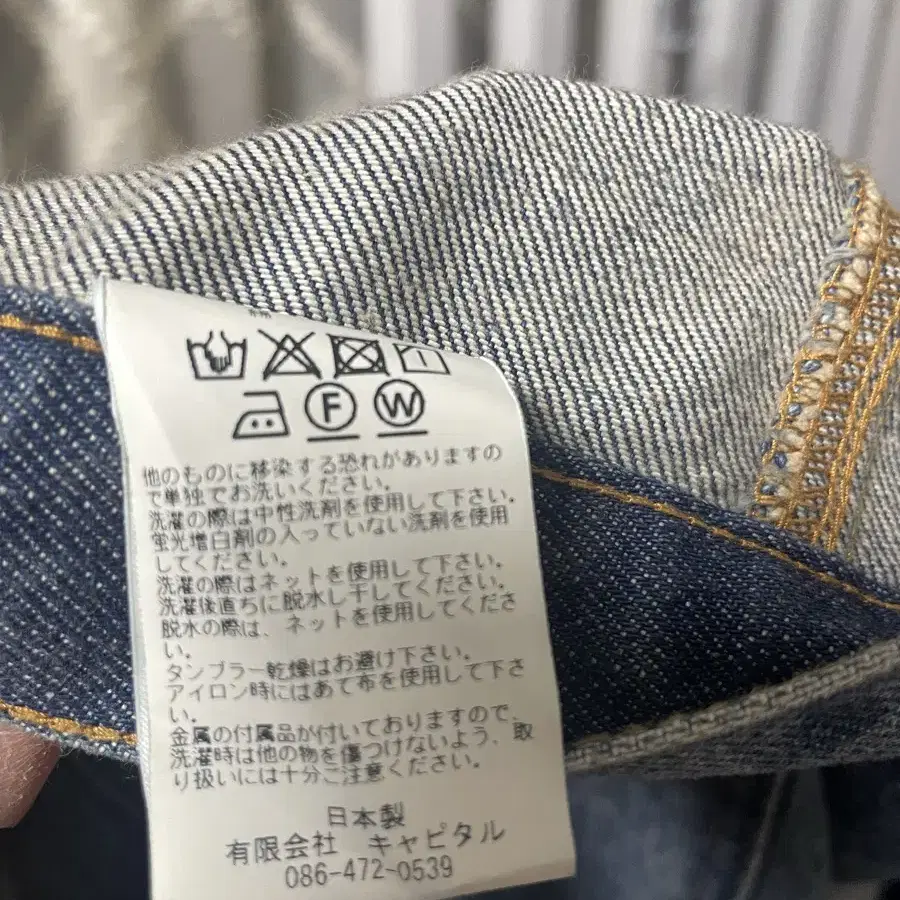 F W
他のものに移染する恐れがありますの
で単独でお洗いください。
洗濯の際は中性洗剤を使用して下さい。
蛍光増白剤の入っていない洗剤を使用
してください。
洗濯の際はネットを使用して下さい。
洗濯後直ちに脱水し干してください。
脱水の際は、ネットを使用してくださ
い。
タンブラー乾燥はお避け下さい。
アイロン時にはあて布を使用して下さ
い。
金属の付属品が付いておりますので、
洗濯時は他の物を傷つけないよう、取
り扱いには十分ご注意ください。
日本製
有限会社 キャピタル
086-472-0539